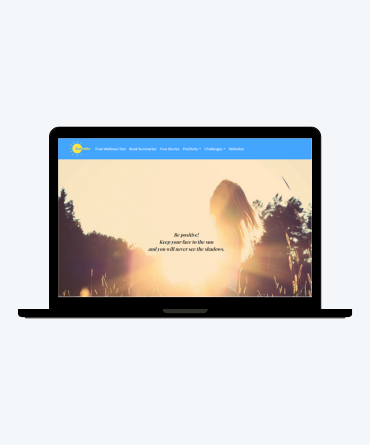 Free Wellness Test Book Summaries True Stories Positivity Challenges Websites
Be positive!
Keep your face to the sun
and you will never see the shadows.